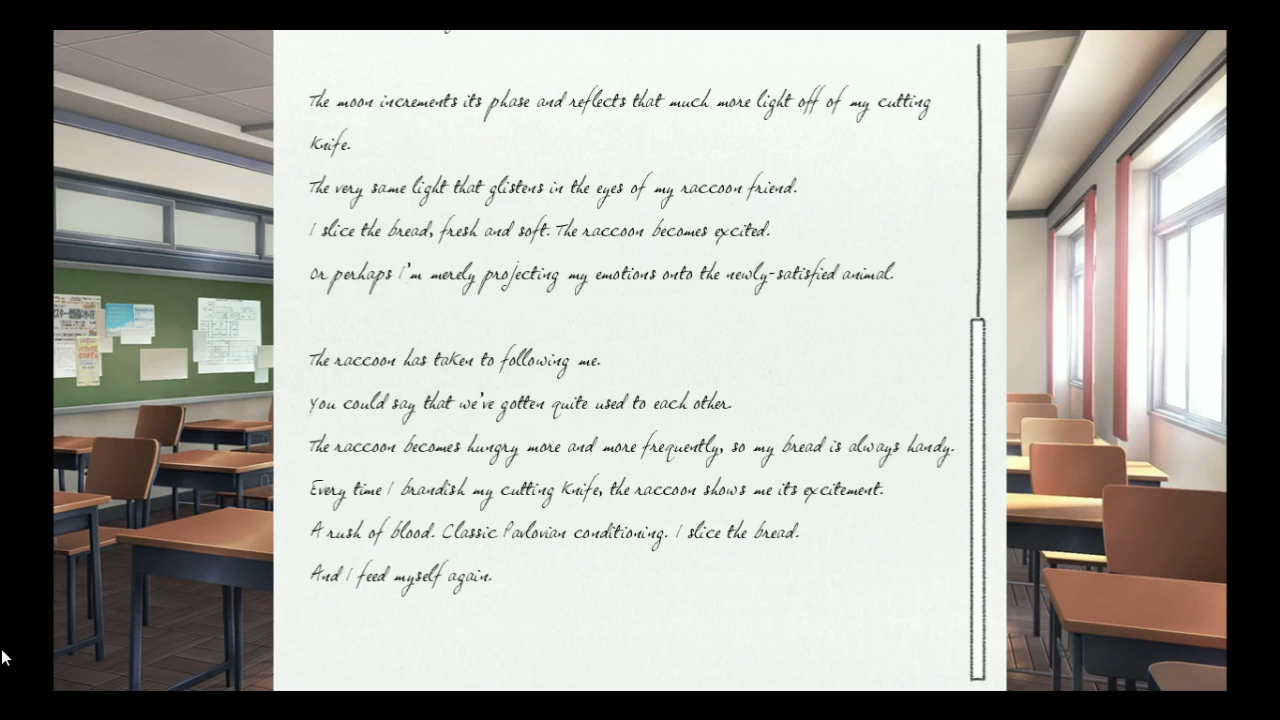 The moon increments its phase and reflects that much more light off of my cutting
knife.
The very same light that glistens in the eyes of my raccoon friend.
I slice the bread, fresh and soft. The raccoon becomes excited.
Or perhaps I'm merely projecting my emotions onto the newly-satisfied animal.
The raccoon has taken to following me.
You could say that we've gotten quite used to each other.
The raccoon becomes hungry more and more frequently, so my bread is always handy.
Every time I brandish my cutting knife, the raccoon shows me its excitement.
A rush of blood. Classic Pavlovian conditioning. I slice the bread.
And I feed myself again.